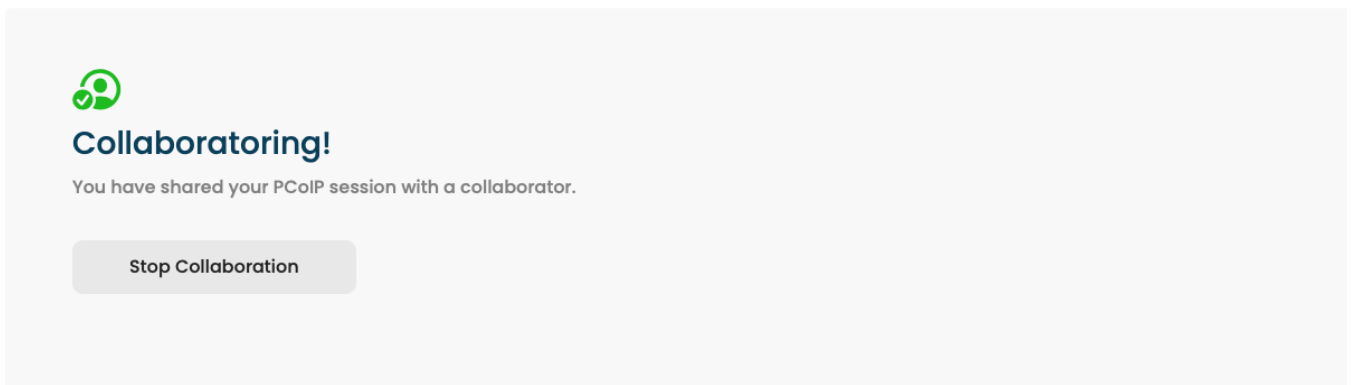 Collaboratoring!
You have shared your PCoIP session with a collaborator.
Stop Collaboration